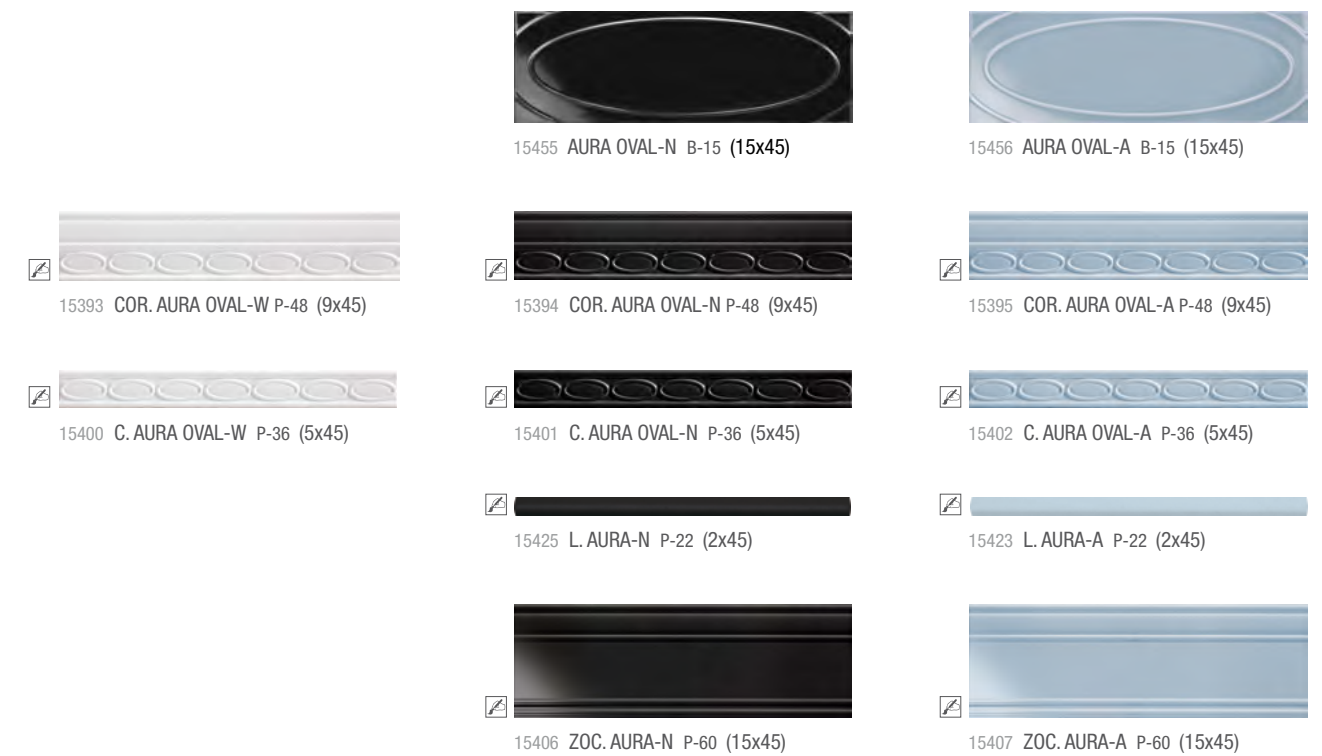 15455 AURA OVAL-N B-15 (15x45)
15456 AURA OVAL-A B-15 (15x45)
15393 COR. AURA OVAL-W P-48 (9x45)
15394 COR. AURA OVAL-N P-48 (9x45)
15395 COR. AURA OVAL-A P-48 (9x45)
15400 C. AURA OVAL-W P-36 (5x45)
15401 C. AURA OVAL-N P-36 (5x45)
15402 C. AURA OVAL-A P-36 (5x45)
15425 L. AURA-N P-22 (2x45)
15423 L. AURA-A P-22 (2x45)
15406 ZOC. AURA-N P-60 (15x45)
15407 ZOC. AURA-A P-60 (15x45)